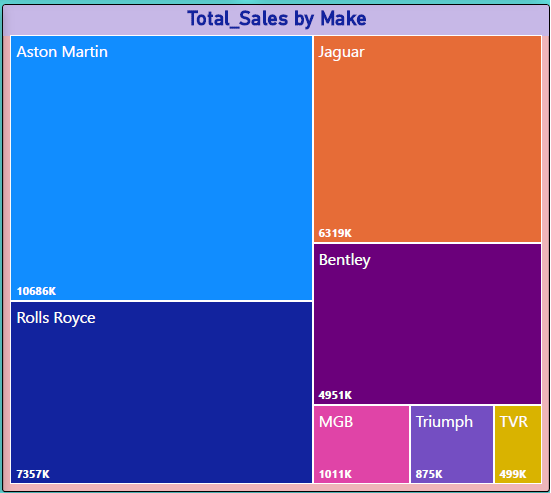 Total_Sales by Make
Aston Martin
10686K
Rolls Royce
7357K
Jaguar
6319K
Bentley
4951K
MGB
1011K
Triumph
875K
TVR
499K